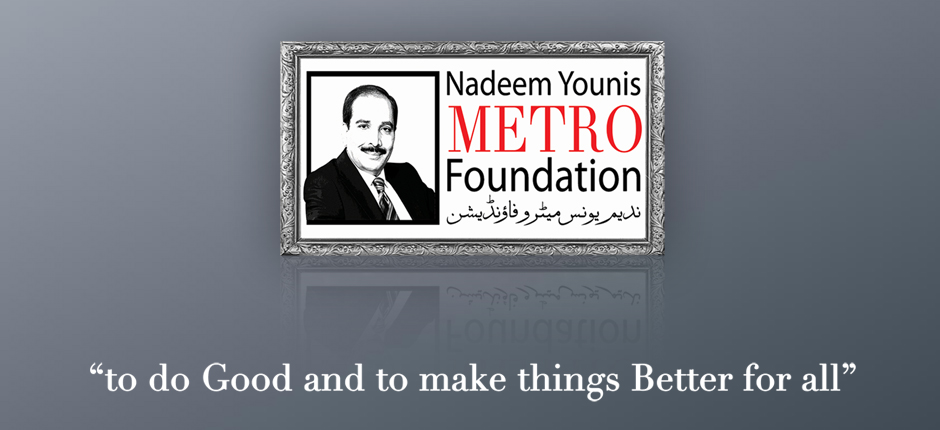 Nadeem Younis
METRO
Foundation
ندیم یونس میٹرو فاؤنڈیشن
“to do Good and to make things Better for all”